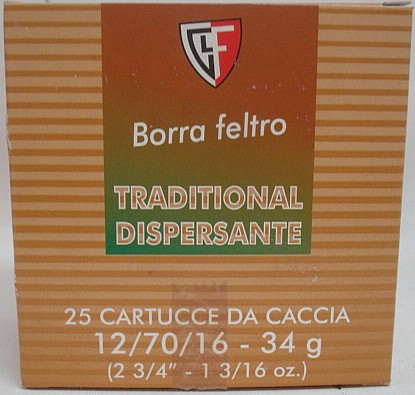 Borra feltro
TRADITIONAL
DISPERSANTE
25 CARTUCCE DA CACCIA
12/70/16 - 34 g
(2 3/4" - 1 3/16 oz.)